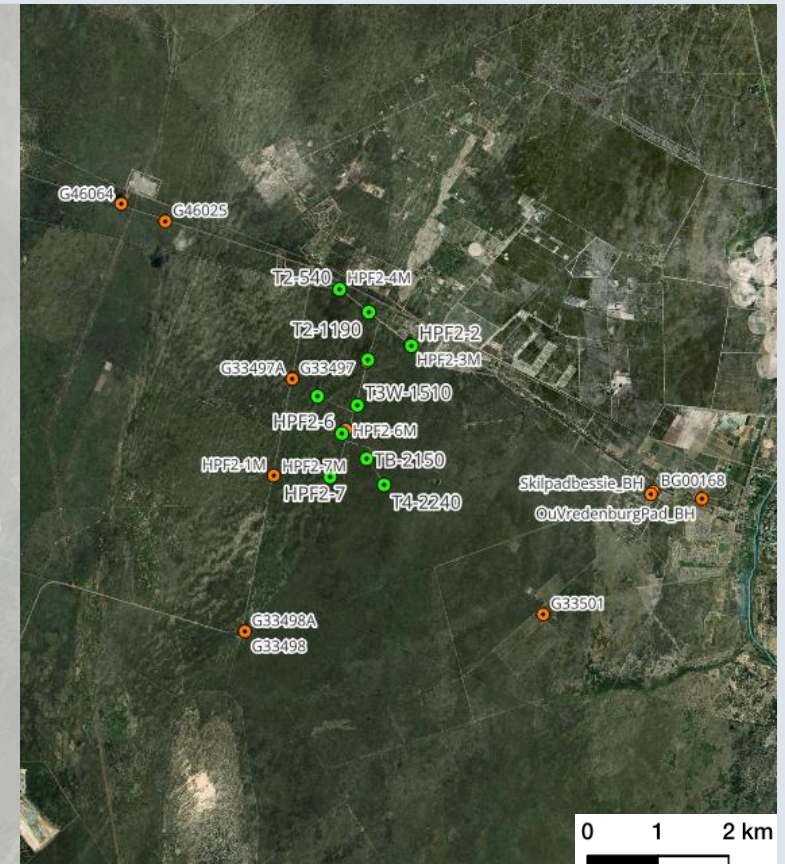 G46064
G46025
T2-540
HPF2-4M
T2-1190
HPF2-2
HPF2-3M
G33497A
G33497
T3W-1510
HPF2-6
HPF2-6M
TB-2150
HPF2-1M
HPF2-7M
HPF2-7
T4-2240
Skilpadbessie_BH
BG00168
OuVredenburgPad_BH
G33501
G33498A
G33498
0 1 2 km